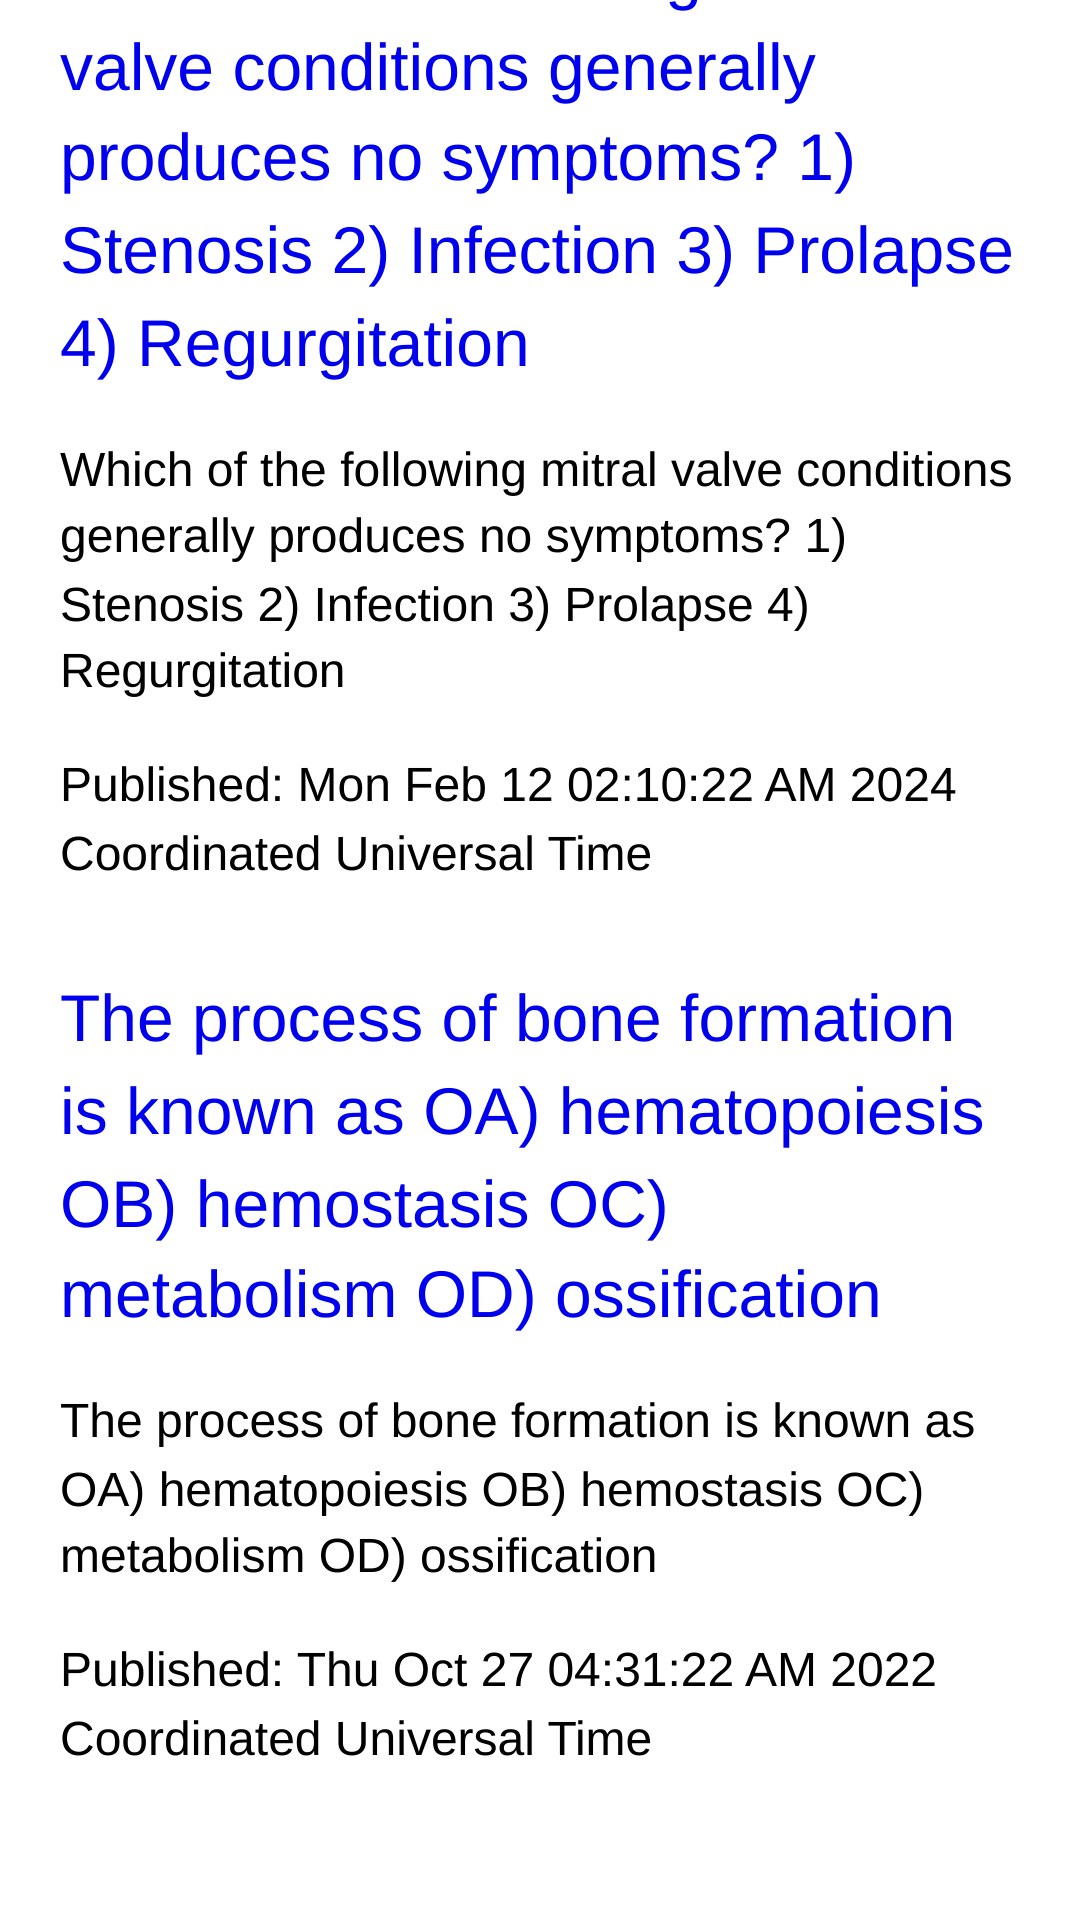 valve conditions generally
produces no symptoms? 1)
Stenosis 2) Infection 3) Prolapse
4) Regurgitation
Which of the following mitral valve conditions
generally produces no symptoms? 1)
Stenosis 2) Infection 3) Prolapse 4)
Regurgitation
Published: Mon Feb 12 02:10:22 AM 2024
Coordinated Universal Time
The process of bone formation
is known as OA) hematopoiesis
OB) hemostasis OC)
metabolism OD) ossification
The process of bone formation is known as
OA) hematopoiesis OB) hemostasis OC)
metabolism OD) ossification
Published: Thu Oct 27 04:31:22 AM 2022
Coordinated Universal Time